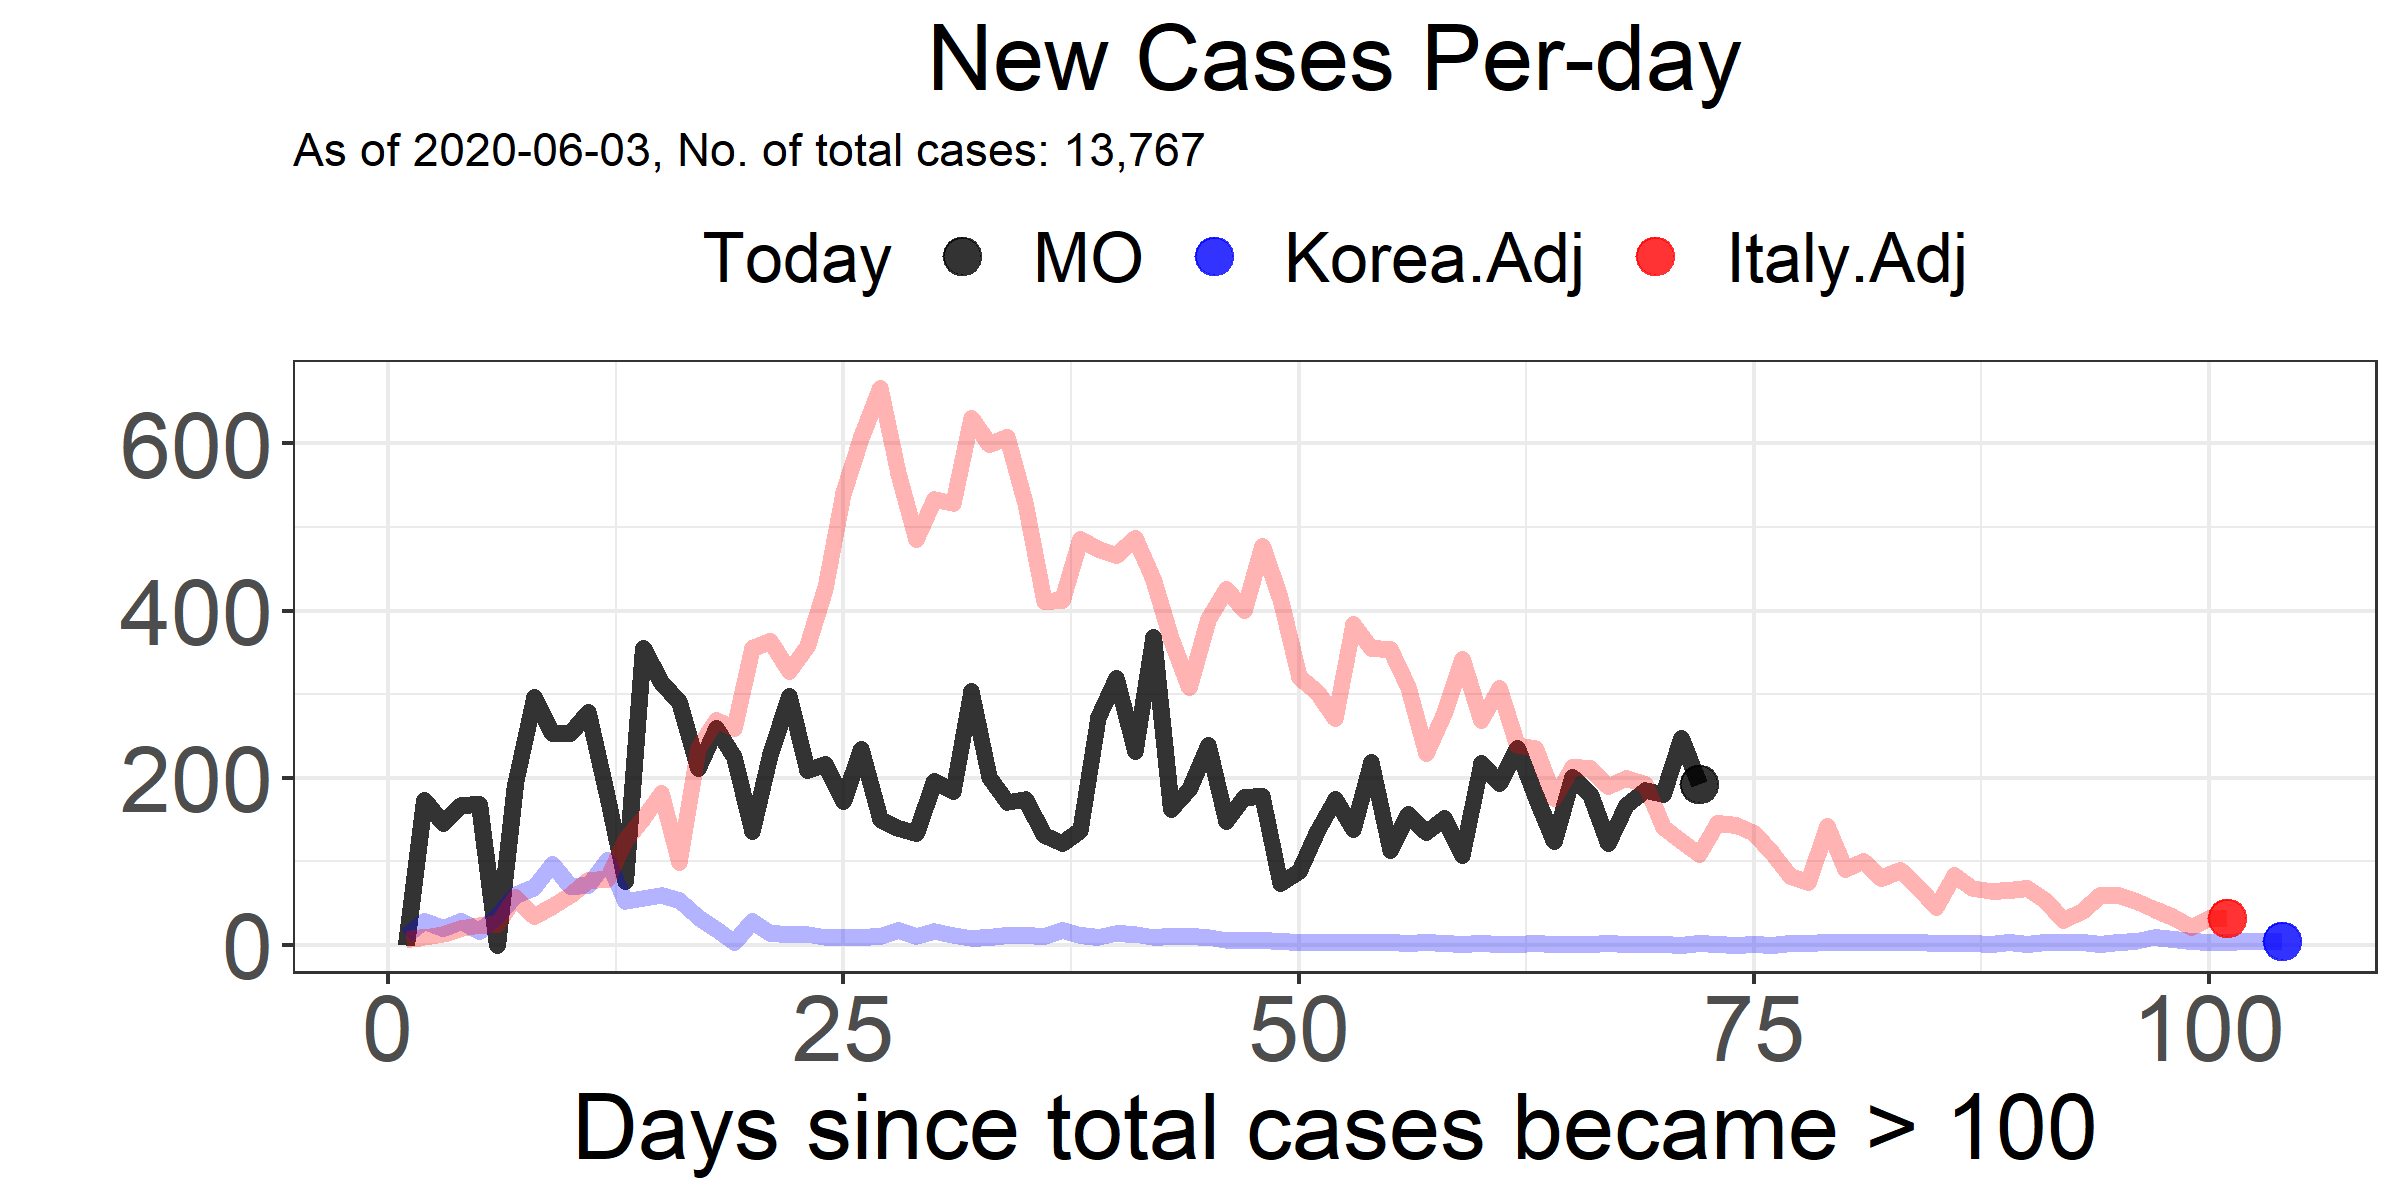 New Cases Per-day
As of 2020-06-03, No. of total cases: 13,767
Today MO Korea.Adj Italy.Adj
600
400
200
0
0 25 50 75 100
Days since total cases became > 100